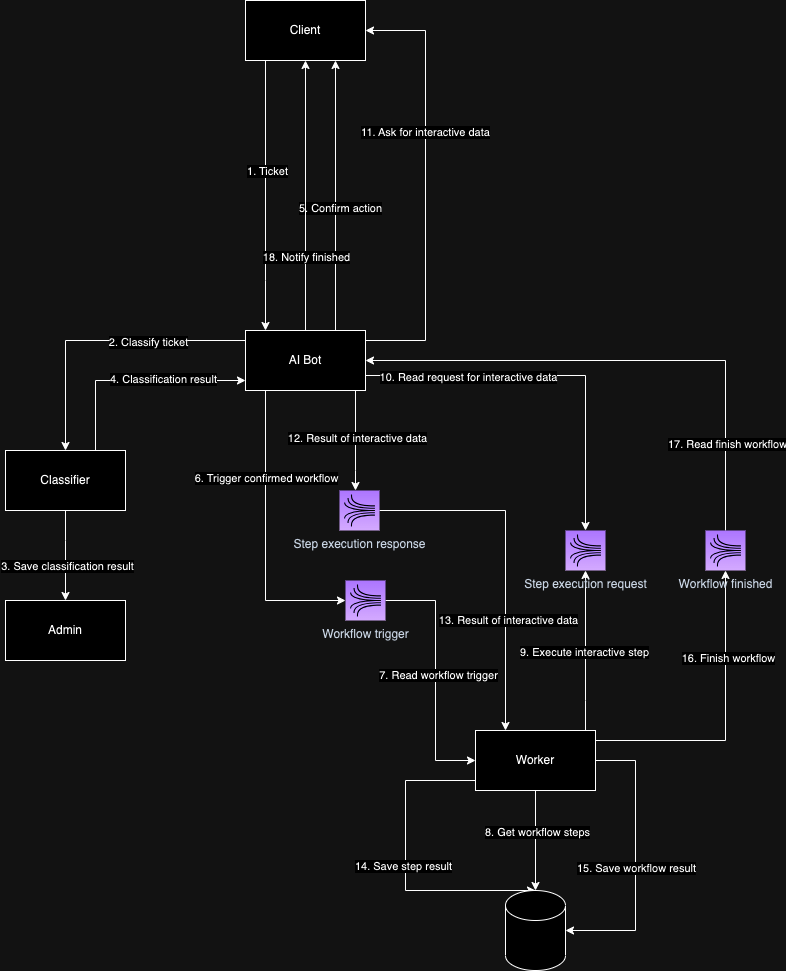 Client
11. Ask for interactive data
1. Ticket
5. Confirm action
18. Notify finished
2. Classify ticket
AI Bot
4. Classification result
10. Read request for interactive data
12. Result of interactive data
17. Read finish workflow
6. Trigger confirmed workflow
Classifier
Step execution response
3. Save classification result
Step execution request
Workflow finished
Admin
Workflow trigger
13. Result of interactive data
9. Execute interactive step
16. Finish workflow
7. Read workflow trigger
Worker
8. Get workflow steps
14. Save step result
15. Save workflow result